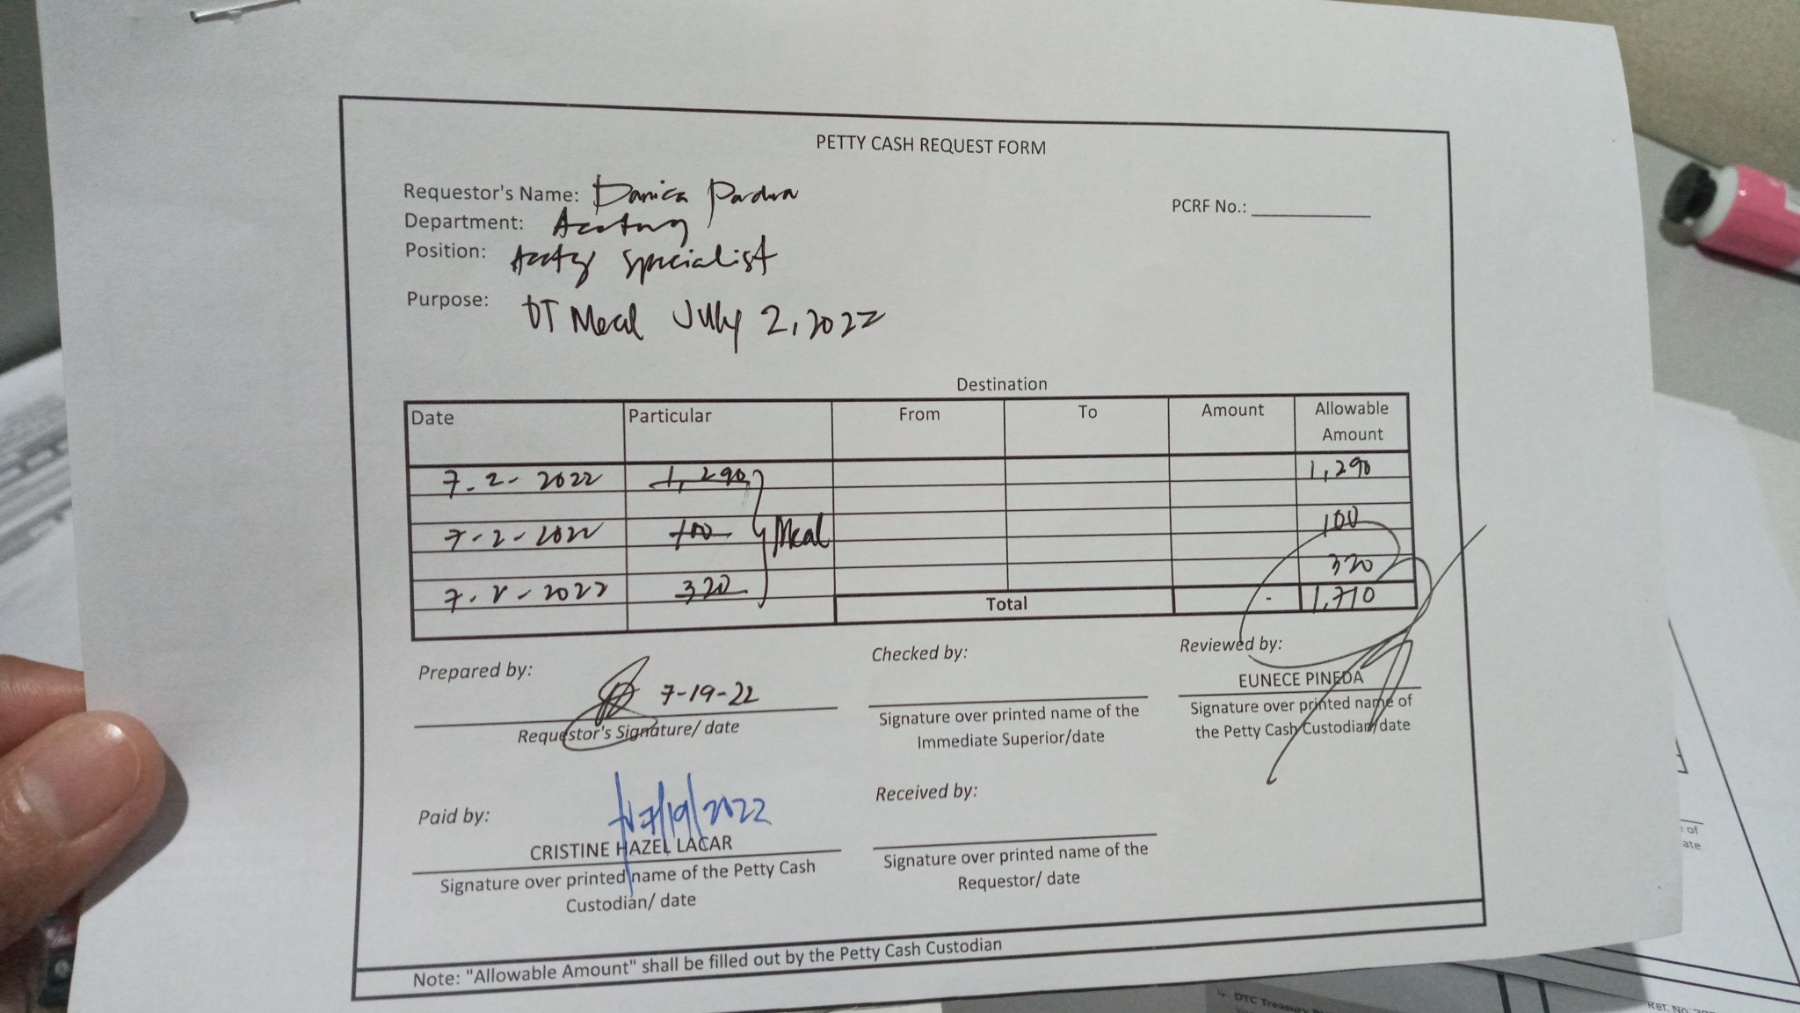 PETTY CASH REQUEST FORM
Requestor's Name: Danica
PCRF No.:
Department:
Position: Specialist
Purpose: OT Meal July 2, 2022
Destination
Date Particular From To Amount Allowable Amount
7-2-2022 1,290 1,290
7-2-2022 100 Meal 100
7-2-2022 320 320
Total - 1,710
Prepared by:
Checked by:
Reviewed by:
7-19-22
EUNECE PINEDA
Requestor's Signature/ date
Signature over printed name of the
Immediate Superior/date
Signature over printed name of
the Petty Cash Custodian/date
Paid by:
Received by:
7/19/2022
CRISTINE HAZEL LACAR
Signature over printed name of the Petty Cash
Custodian/ date
Signature over printed name of the
Requestor/ date
Note: "Allowable Amount" shall be filled out by the Petty Cash Custodian
of
ate
DTC Treasury
Ref. No.